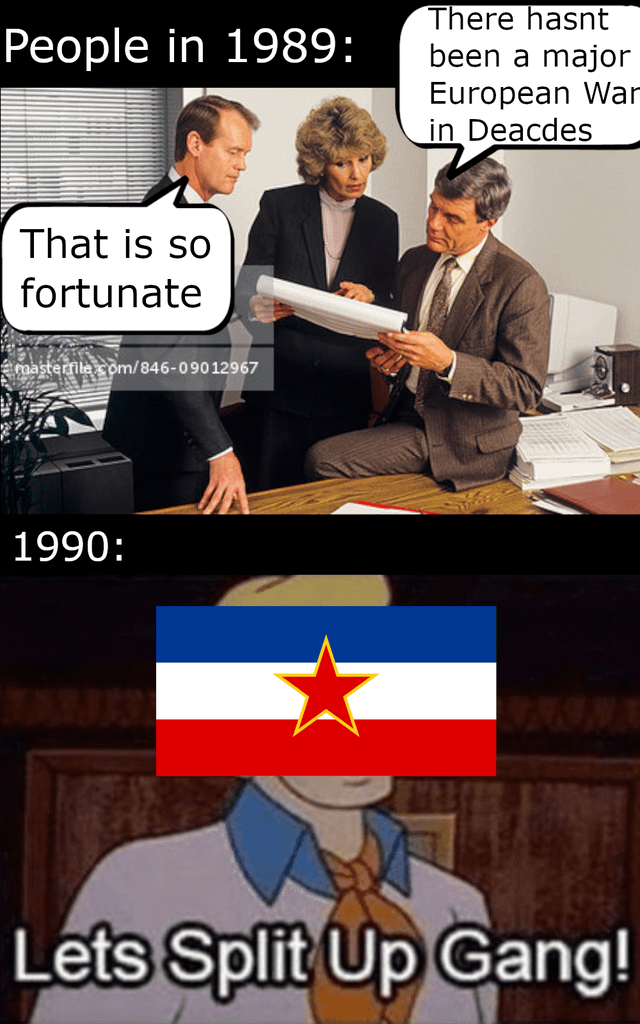 People in 1989:
There hasnt
been a major
European War
in Deacdes
That is so
fortunate
masterfile.com/846-09012967
1990:
Lets Split Up Gang!